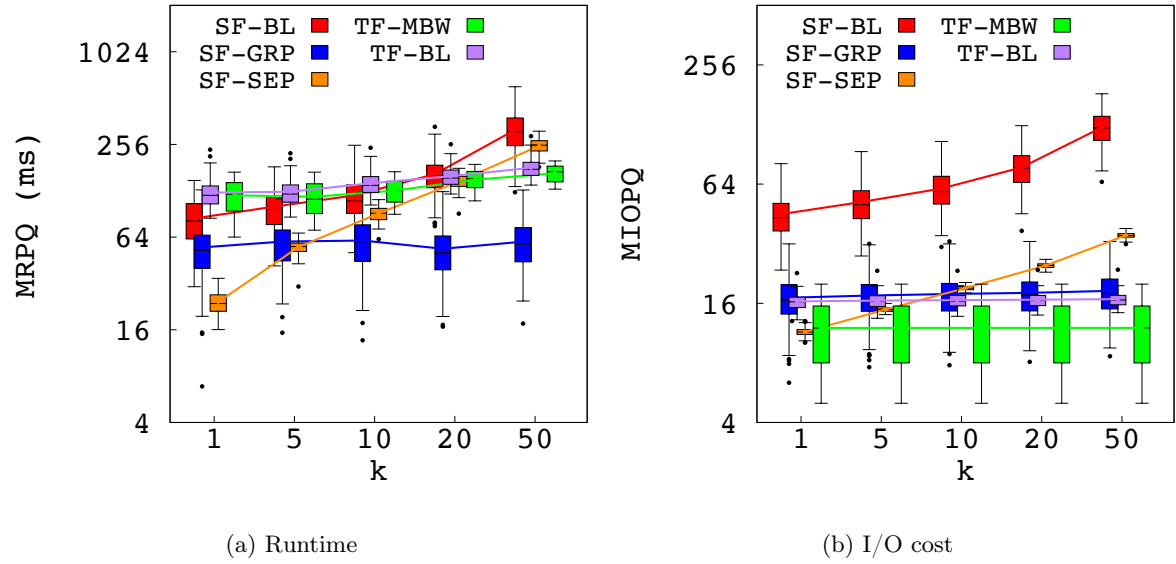 SF-BL
SF-GRP
SF-SEP
TF-MBW
TF-BL
MRPQ (ms)
1024
256
64
16
4
1 5 10 20 50
k
(a) Runtime
SF-BL
SF-GRP
SF-SEP
TF-MBW
TF-BL
MIOPQ
256
64
16
4
1 5 10 20 50
k
(b) I/O cost